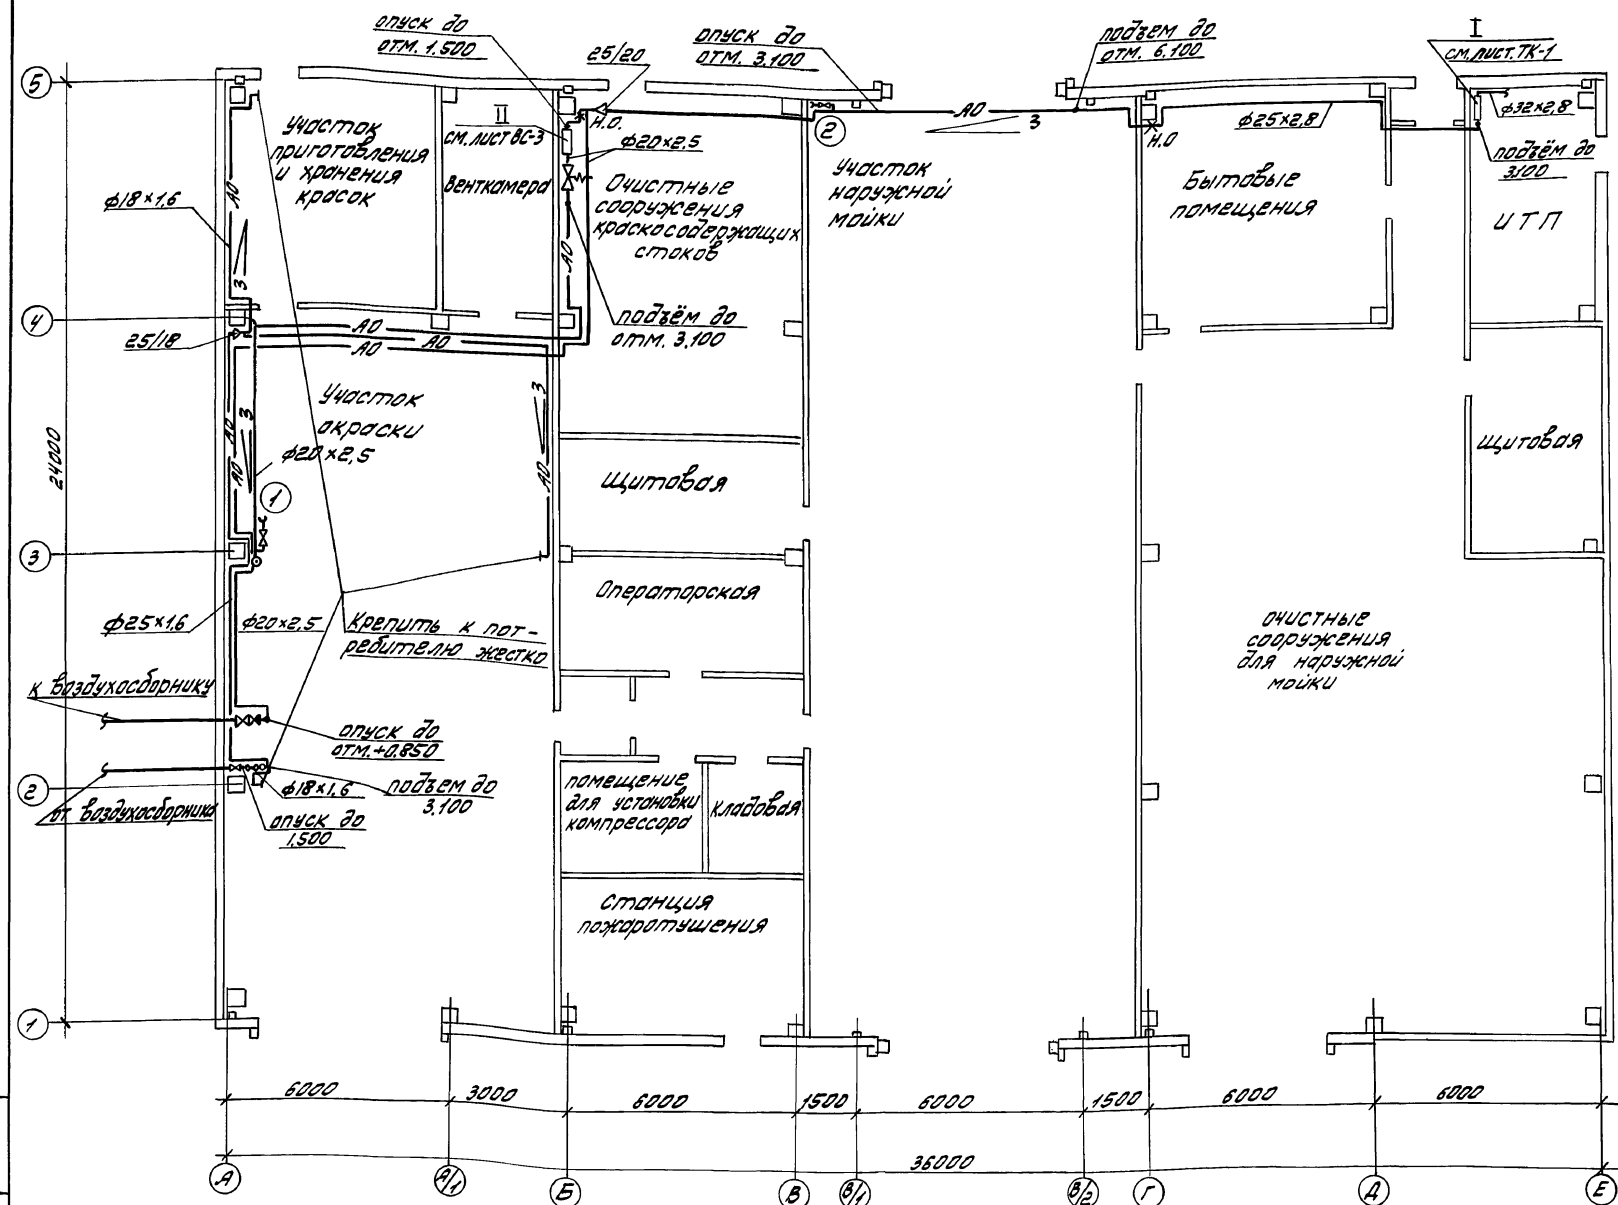 опуск до
отм. 1.500
25/20
опуск до
отм. 3.100
подъем до
отм. 6.100
I
см.лист.ТК-1
5
Участок
приготовления
и хранения
красок
II
см.лист ВС-3
Н.О.
ф20×2,5
Венткамера
Очистные
сооружения
краскосодержащих
стоков
2
АО
3
Участок
наружной
мойки
Н.О
ф25×2,8
Бытовые
помещения
ф32×2,8
подъём до
3.100
ИТП
ф18×1,6
АО
3
АО
4
25/18
АО
АО
АО
подъём до
отм. 3.100
24000
Участок
окраски
ф20×2,5
АО
АО
3
3
АО
1
Щитовая
Щитовая
3
Операторская
ф25×1,6
ф20×2,5
Крепить к пот-
ребителю жестко
очистные
сооружения
для наружной
мойки
к воздухосборнику
опуск до
отм.+0.850
2
от воздухосборника
ф18×1,6
подъем до
3.100
опуск до
1.500
помещение
для установки
компрессора
кладовая
станция
пожаротушения
1
6000
3000
6000
1500
6000
1500
6000
6000
36000
А
А/1
Б
В
В/1
В/2
Г
Д
Е